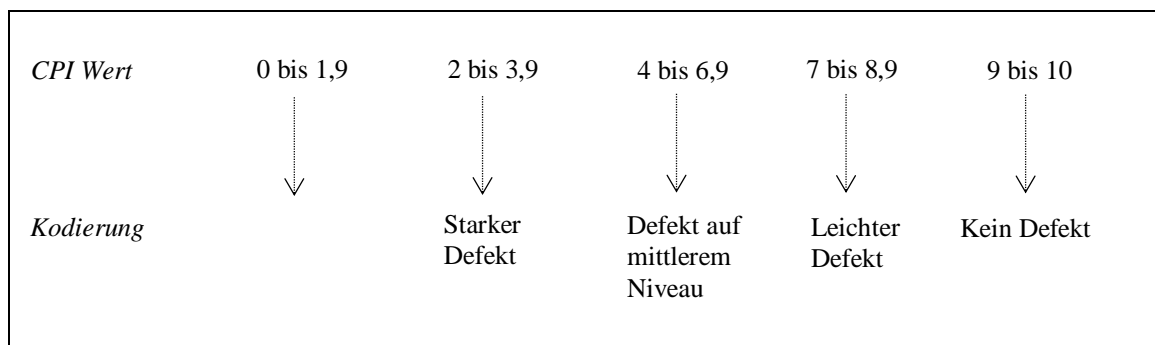 CPI Wert 0 bis 1,9 2 bis 3,9 4 bis 6,9 7 bis 8,9 9 bis 10
Kodierung Starker Defekt auf Leichter Kein Defekt
Defekt mittlerem Defekt
Niveau